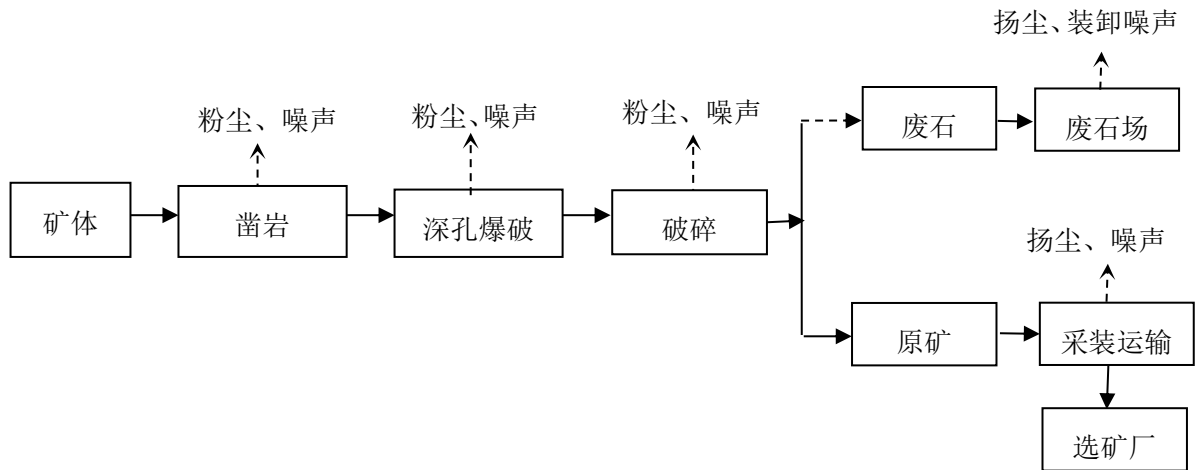 扬尘、装卸噪声
粉尘、噪声
粉尘、噪声
粉尘、噪声
废石
废石场
矿体
凿岩
深孔爆破
破碎
扬尘、噪声
原矿
采装运输
选矿厂